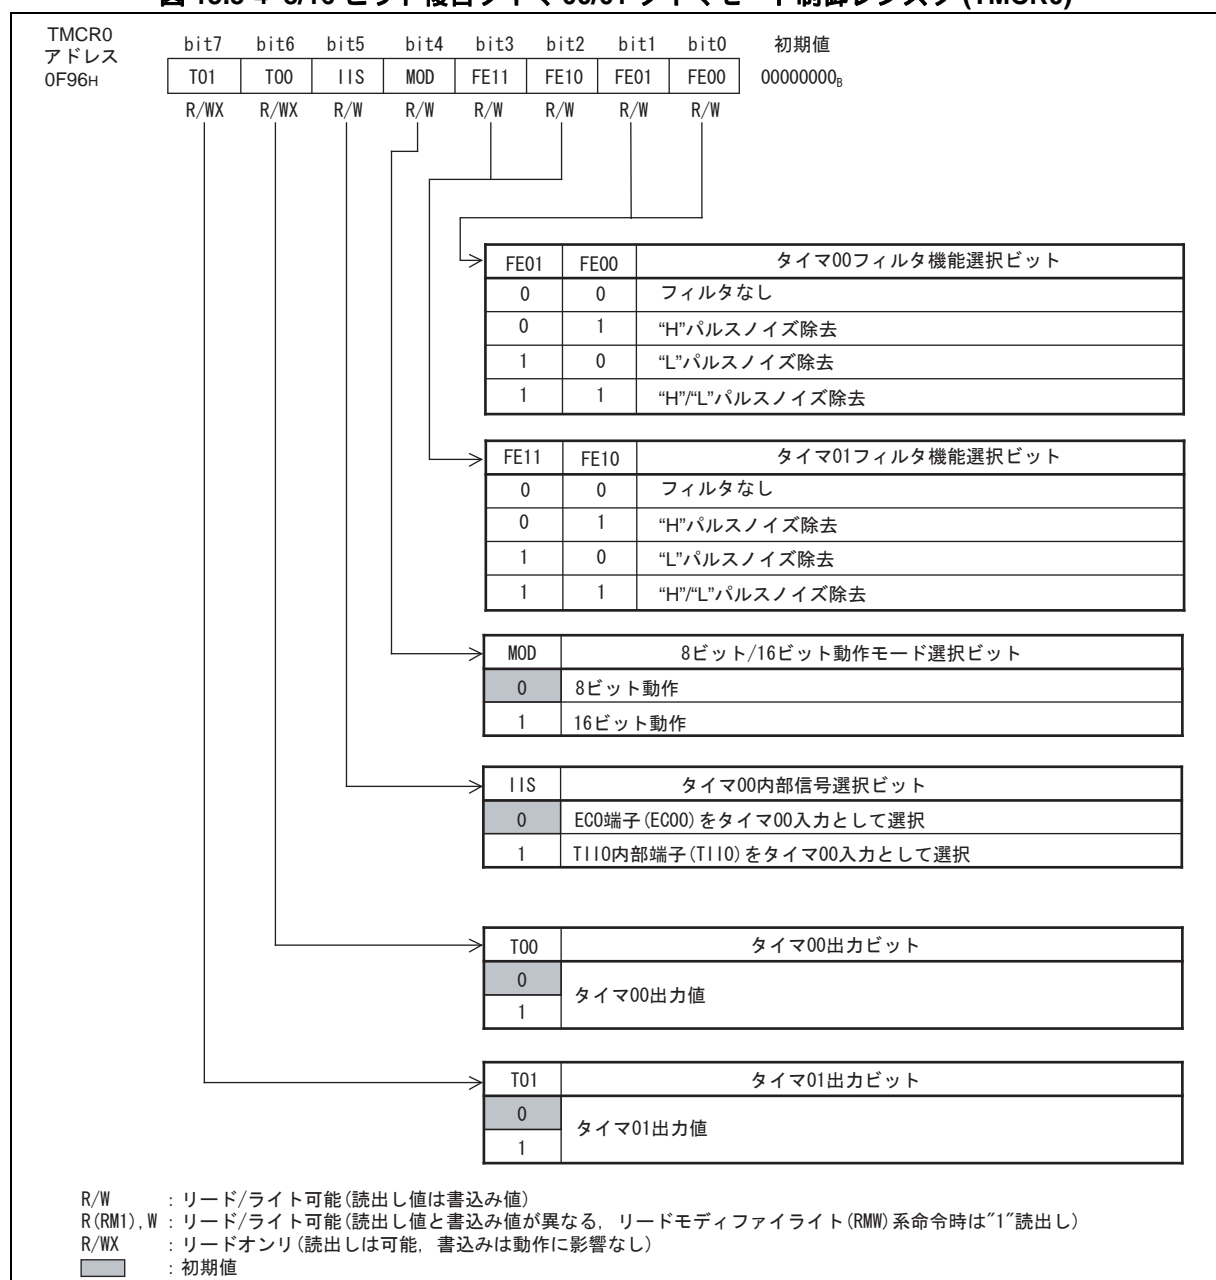 TMCR0
アドレス
0F96H
bit7 bit6 bit5 bit4 bit3 bit2 bit1 bit0 初期値
TO1 TO0 IIS MOD FE11 FE10 FE01 FE00 00000000B
R/WX R/WX R/W R/W R/W R/W R/W R/W
FE01 FE00 タイマ00フィルタ機能選択ビット
0 0 フィルタなし
0 1 “H”パルスノイズ除去
1 0 “L”パルスノイズ除去
1 1 “H”/“L”パルスノイズ除去
FE11 FE10 タイマ01フィルタ機能選択ビット
0 0 フィルタなし
0 1 “H”パルスノイズ除去
1 0 “L”パルスノイズ除去
1 1 “H”/“L”パルスノイズ除去
MOD 8ビット/16ビット動作モード選択ビット
0 8ビット動作
1 16ビット動作
IIS タイマ00内部信号選択ビット
0 EC0端子(EC00)をタイマ00入力として選択
1 TII0内部端子(TII0)をタイマ00入力として選択
TO0 タイマ00出力ビット
0 タイマ00出力値
1
TO1 タイマ01出力ビット
0 タイマ01出力値
1
R/W :リード/ライト可能(読出し値は書込み値)
R(RM1),W :リード/ライト可能(読出し値と書込み値が異なる, リードモディファイライト(RMW)系命令時は"1"読出し)
R/WX :リードオンリ(読出しは可能, 書込みは動作に影響なし)
:初期値